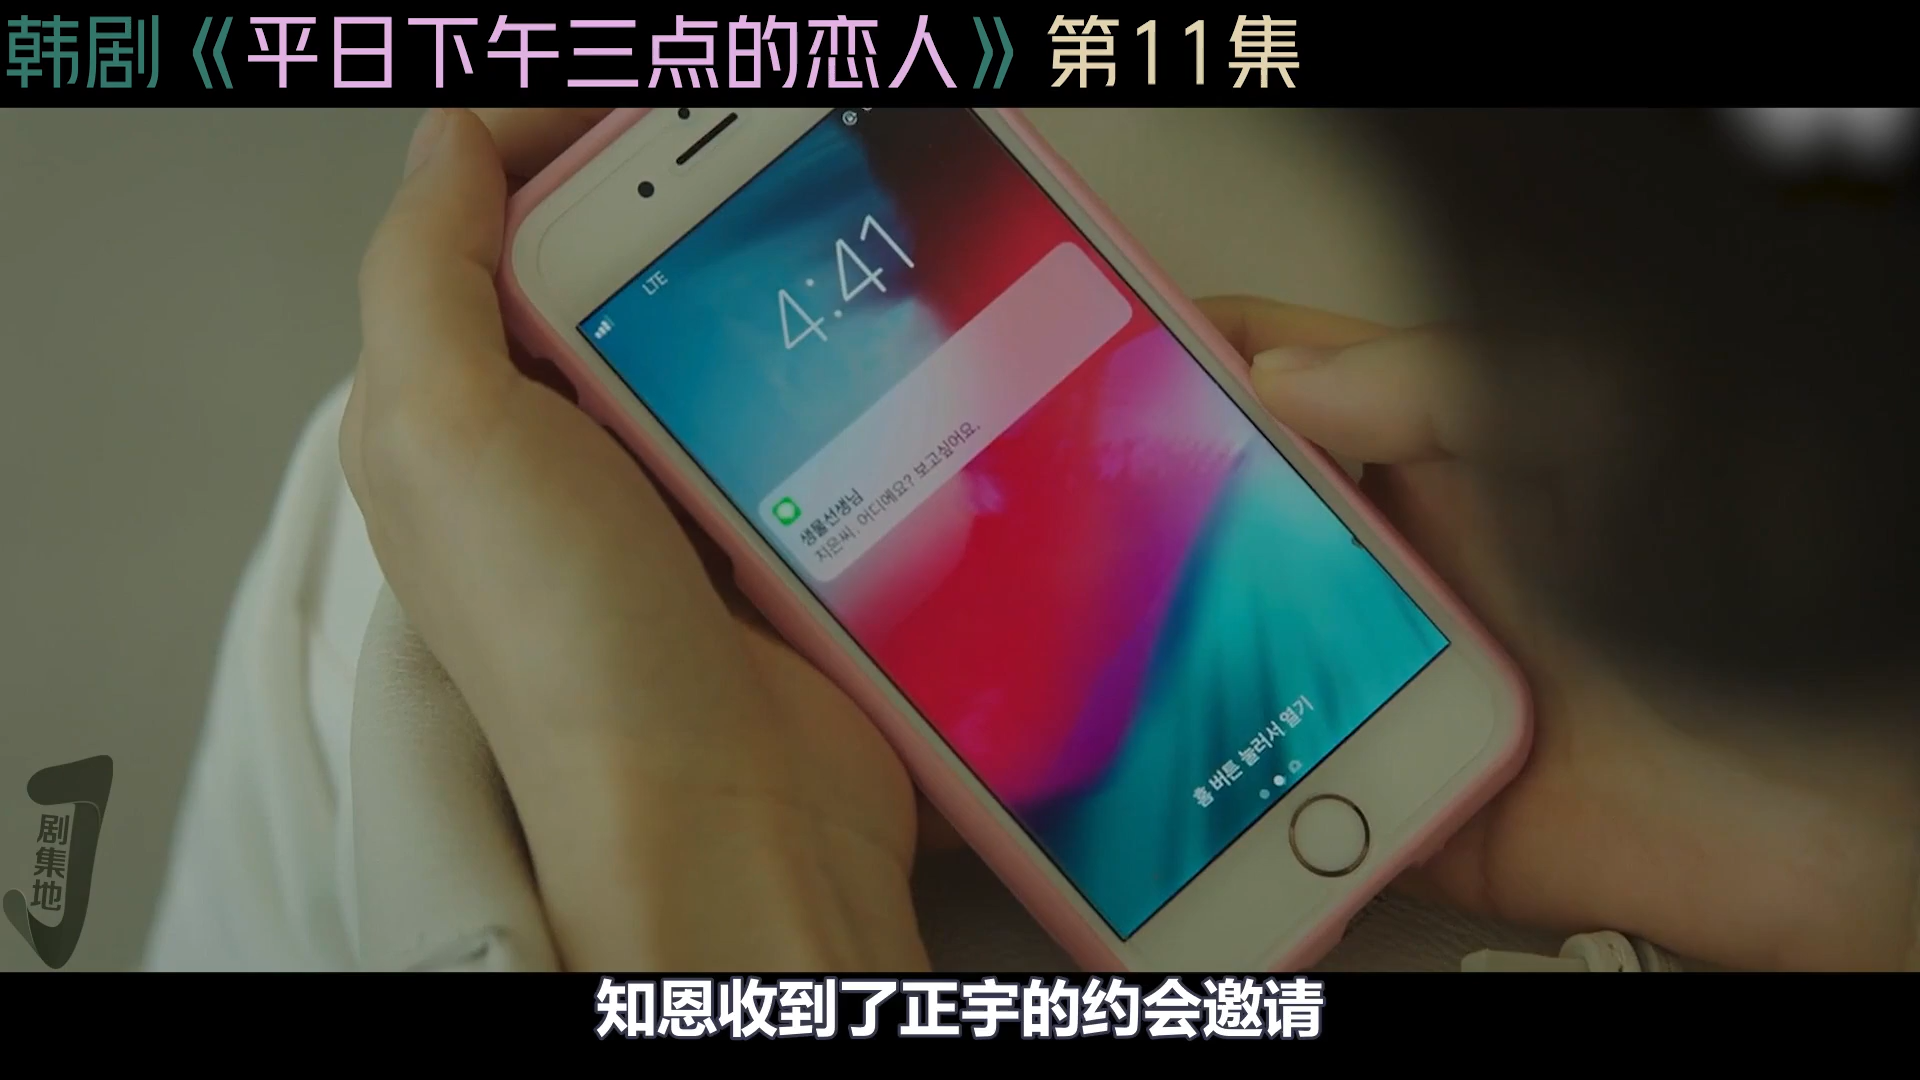 韩剧《平日下午三点的恋人》第11集
LTE
4:41
생물선생님
지은씨. 어디에요? 보고싶어요.
홈 버튼 눌러서 열기
剧集地
知恩收到了正宇的约会邀请